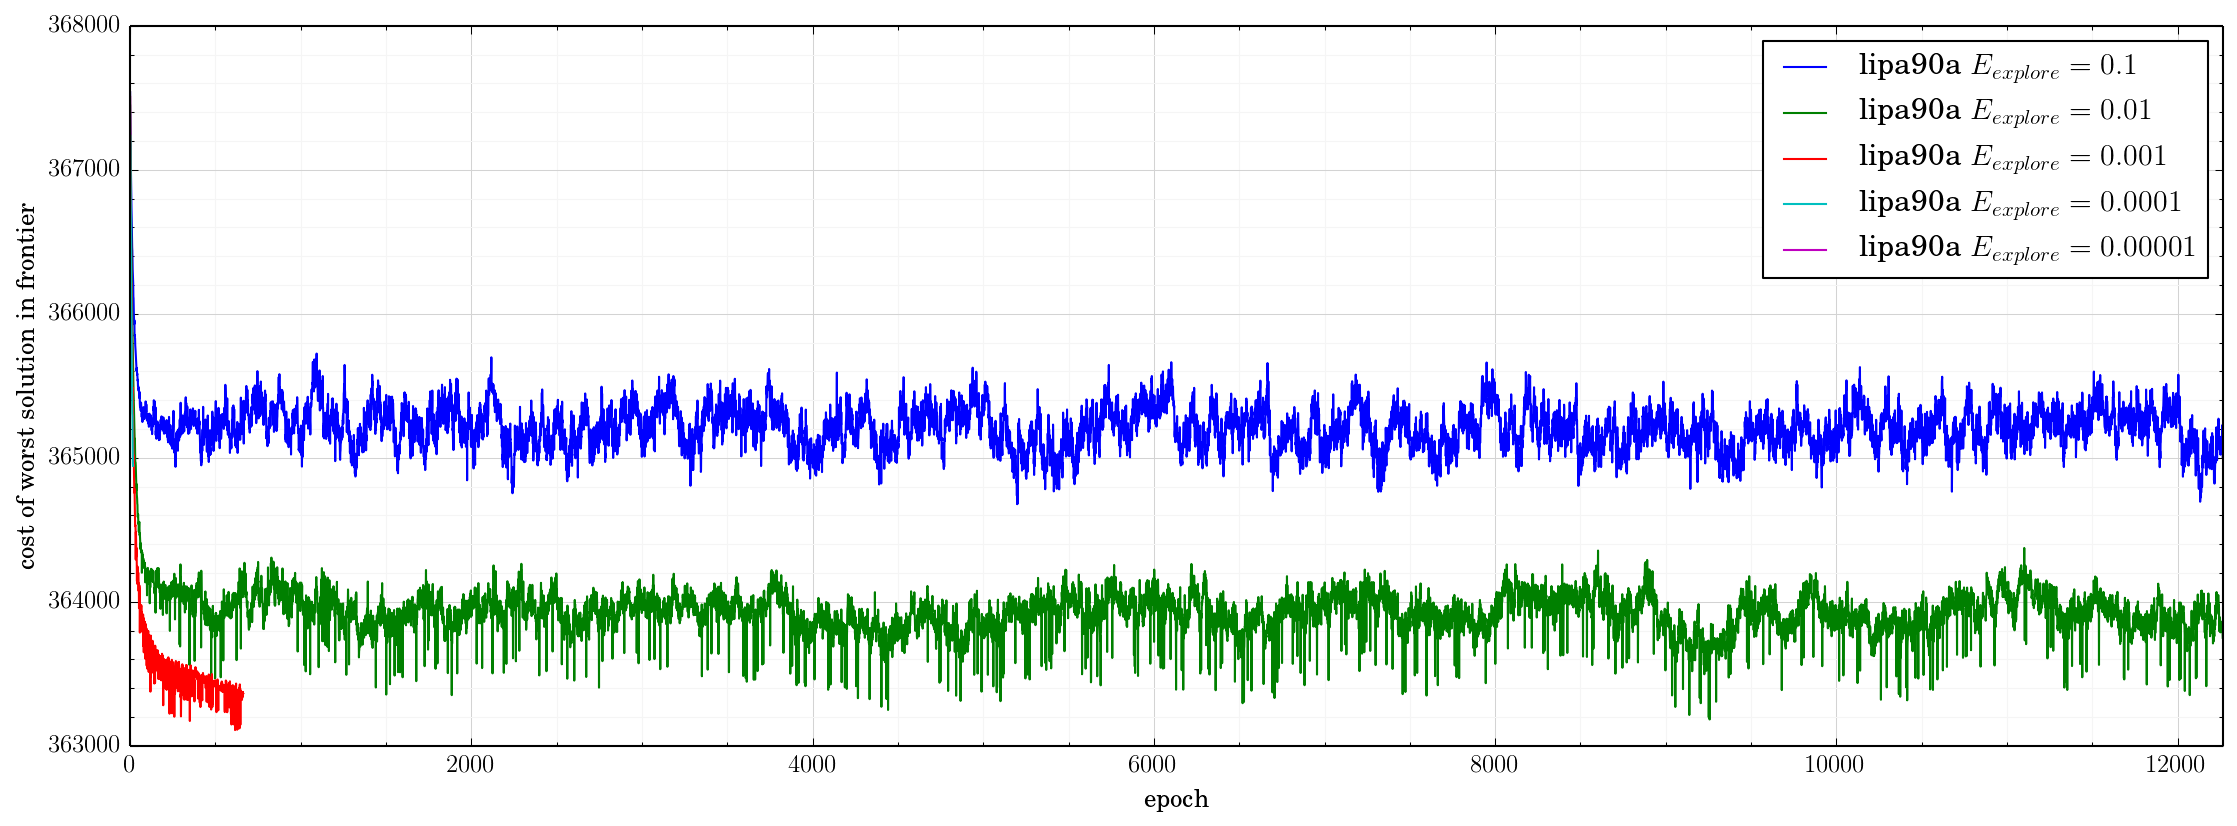 368000
367000
366000
365000
364000
363000
cost of worst solution in frontier
0
2000
4000
6000
8000
10000
12000
epoch
lipa90a E_explore = 0.1
lipa90a E_explore = 0.01
lipa90a E_explore = 0.001
lipa90a E_explore = 0.0001
lipa90a E_explore = 0.00001